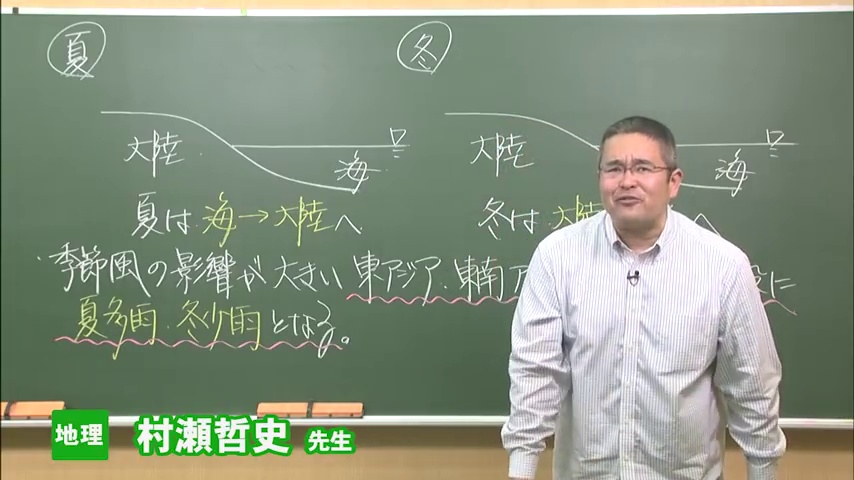 夏
冬
大陸
海
大陸
海
夏は 海→大陸へ
冬は 大陸 へ
季節風の影響が大きい 東アジア・東南ア に
夏多雨・冬少雨となる。
地理 村瀬哲史 先生